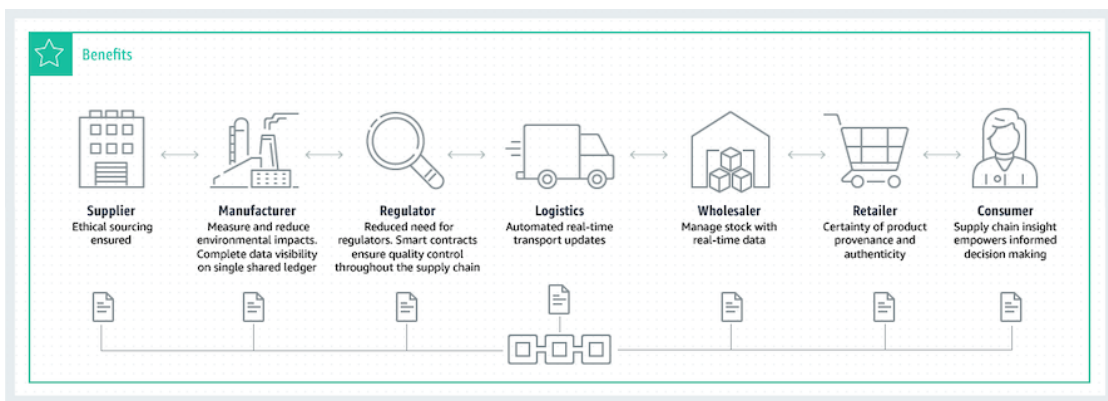 Benefits
Supplier
Ethical sourcing
ensured
Manufacturer
Measure and reduce
environmental impacts.
Complete data visibility
on single shared ledger
Regulator
Reduced need for
regulators. Smart contracts
ensure quality control
throughout the supply chain
Logistics
Automated real-time
transport updates
Wholesaler
Manage stock with
real-time data
Retailer
Certainty of product
provenance and
authenticity
Consumer
Supply chain insight
empowers informed
decision making